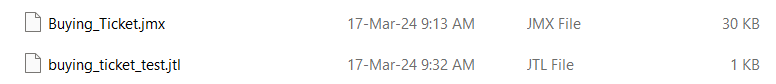 Buying_Ticket.jmx 17-Mar-24 9:13 AM JMX File 30 KB
buying_ticket_test.jtl 17-Mar-24 9:32 AM JTL File 1 KB